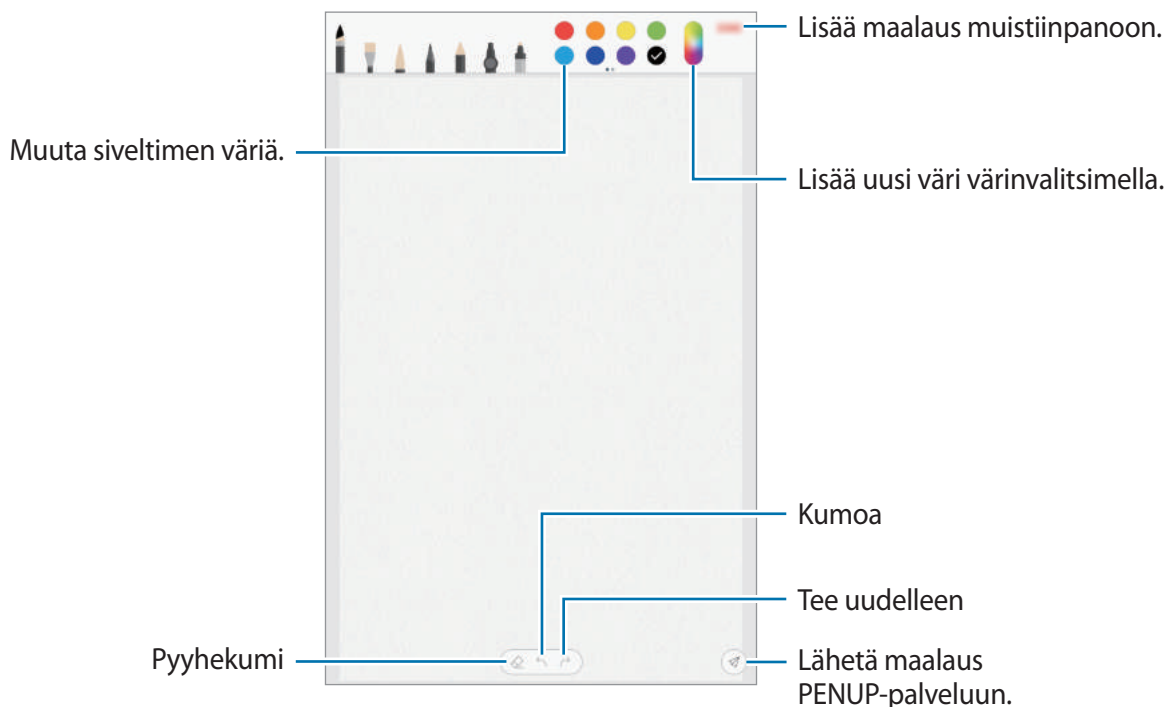 Lisää maalaus muistiinpanoon.
Muuta siveltimen väriä.
Lisää uusi väri värinvalitsimella.
Kumoa
Tee uudelleen
Pyyhekumi
Lähetä maalaus
PENUP-palveluun.